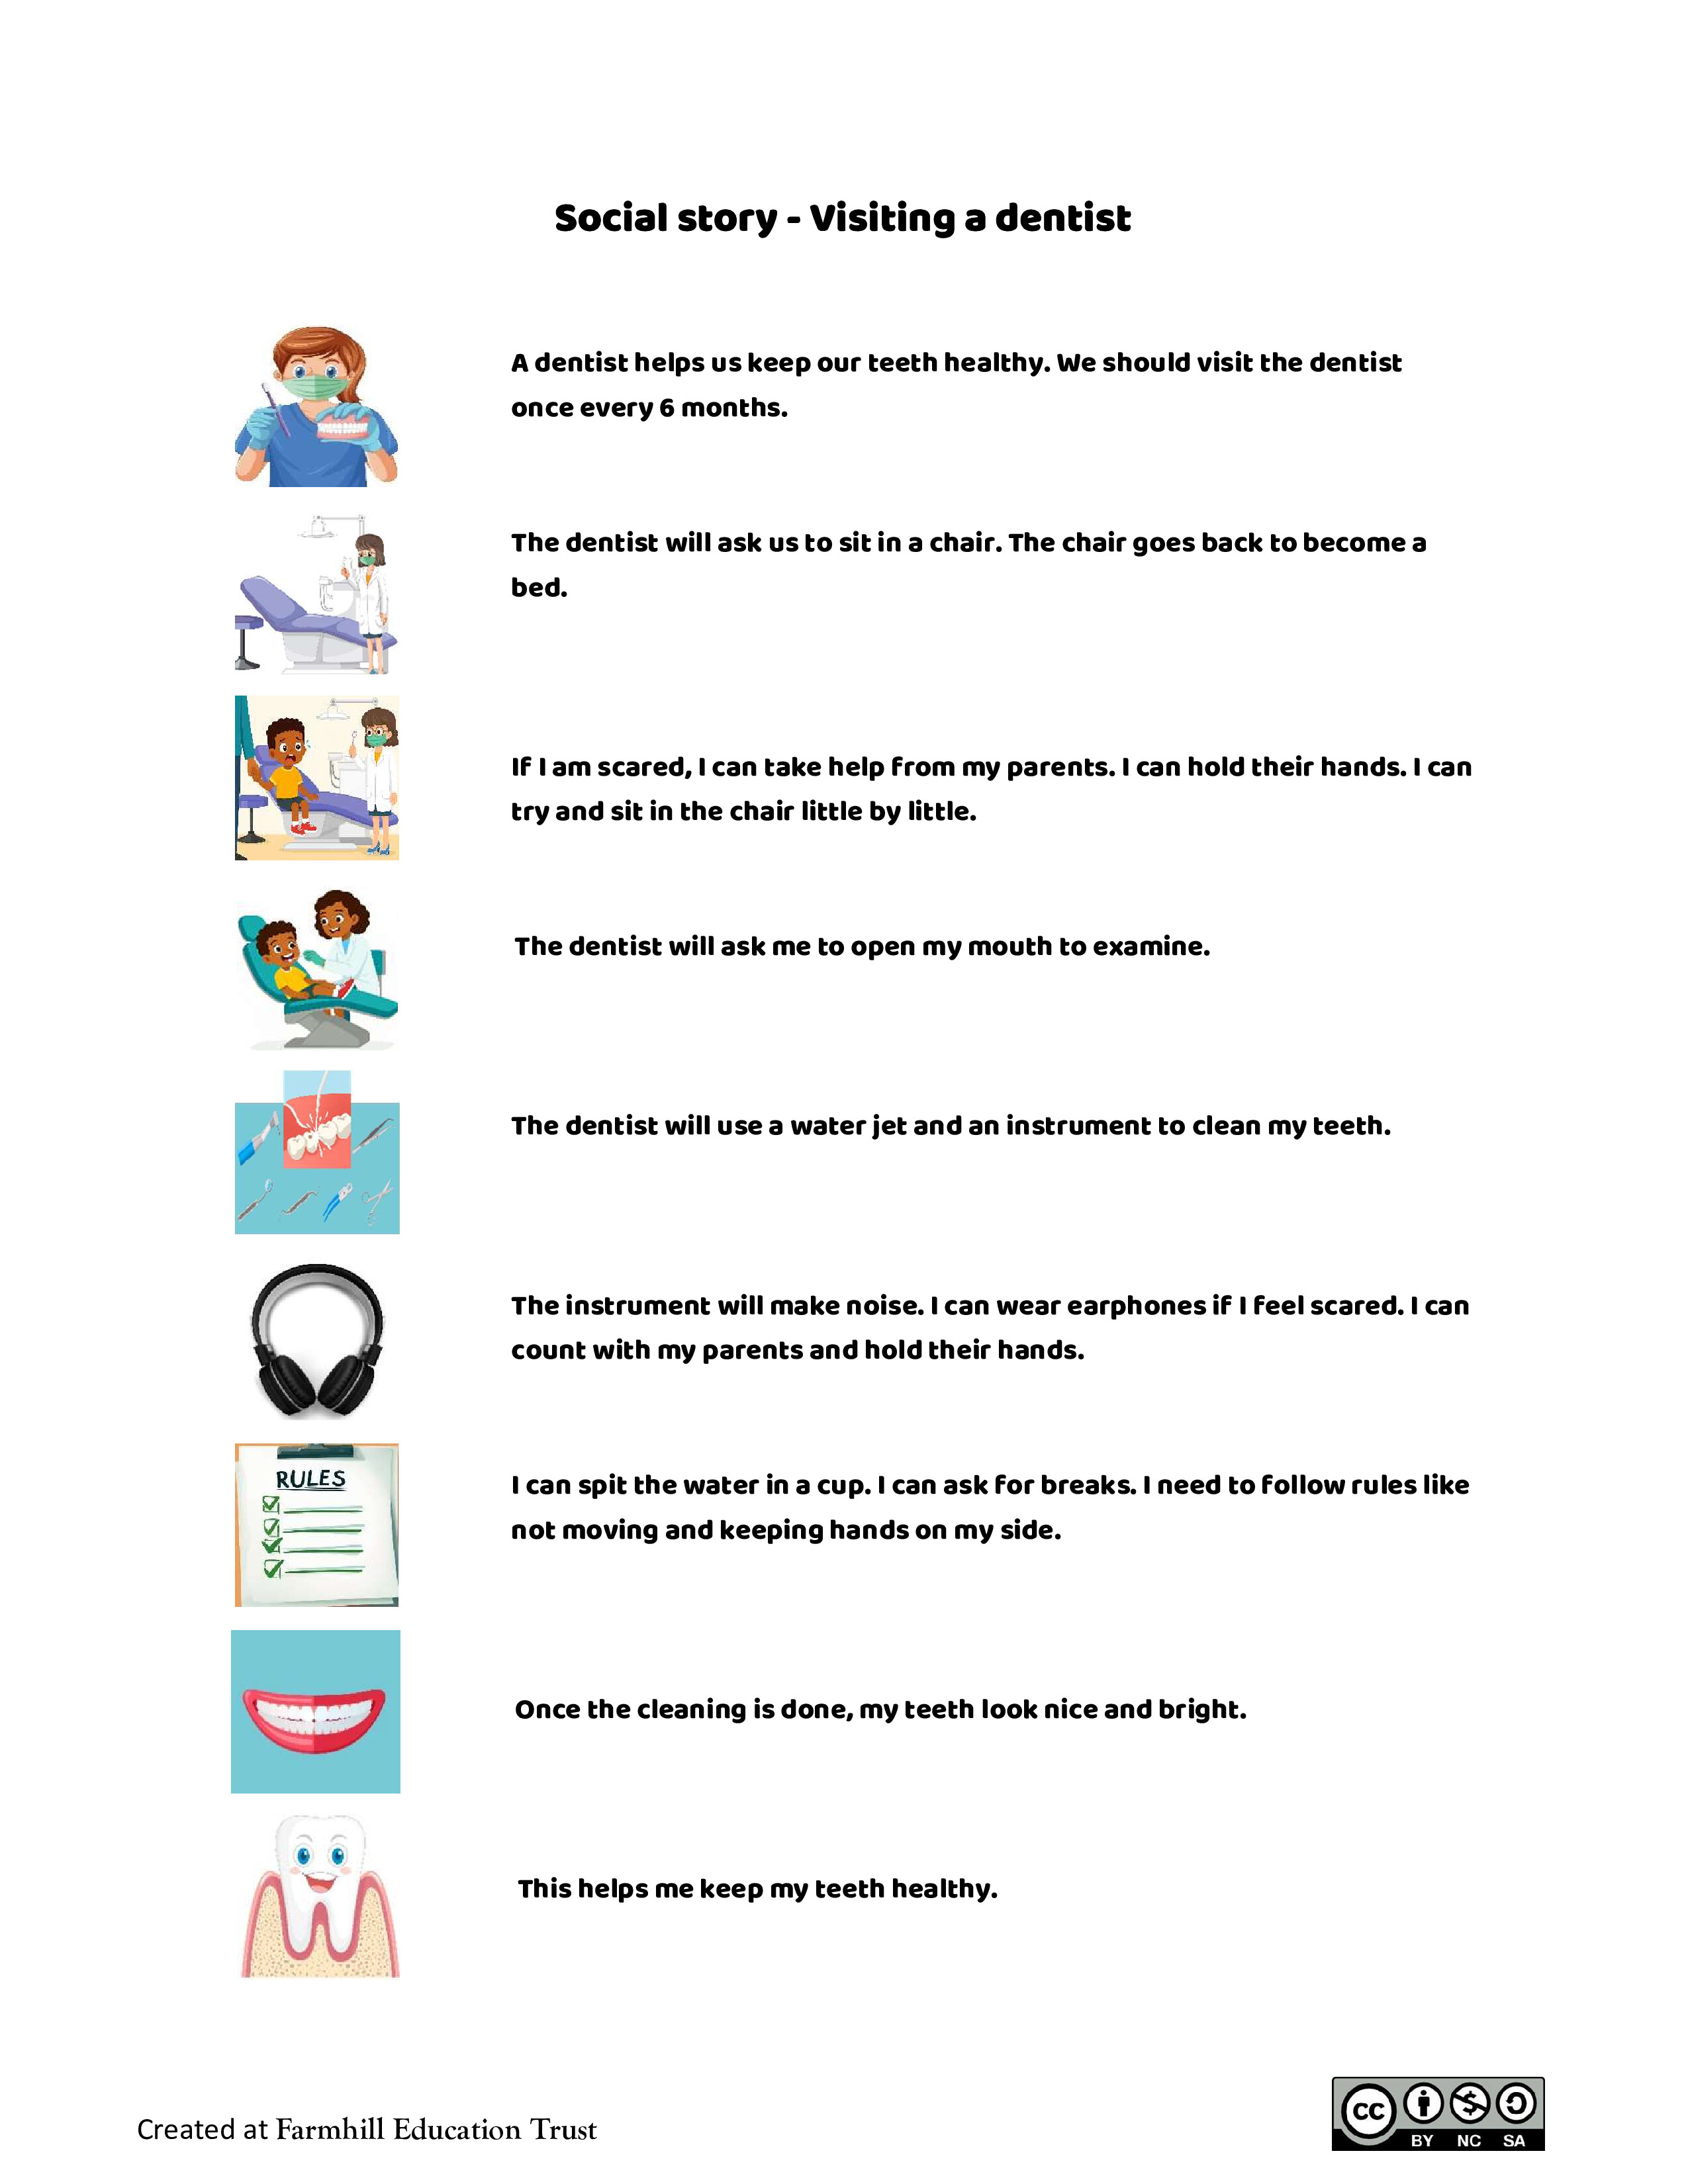 Social story - Visiting a dentist
A dentist helps us keep our teeth healthy. We should visit the dentist
once every 6 months.
The dentist will ask us to sit in a chair. The chair goes back to become a
bed.
If I am scared, I can take help from my parents. I can hold their hands. I can
try and sit in the chair little by little.
The dentist will ask me to open my mouth to examine.
The dentist will use a water jet and an instrument to clean my teeth.
The instrument will make noise. I can wear earphones if I feel scared. I can
count with my parents and hold their hands.
RULES
I can spit the water in a cup. I can ask for breaks. I need to follow rules like
not moving and keeping hands on my side.
Once the cleaning is done, my teeth look nice and bright.
This helps me keep my teeth healthy.
Created at Farmhill Education Trust
cc
BY NC SA